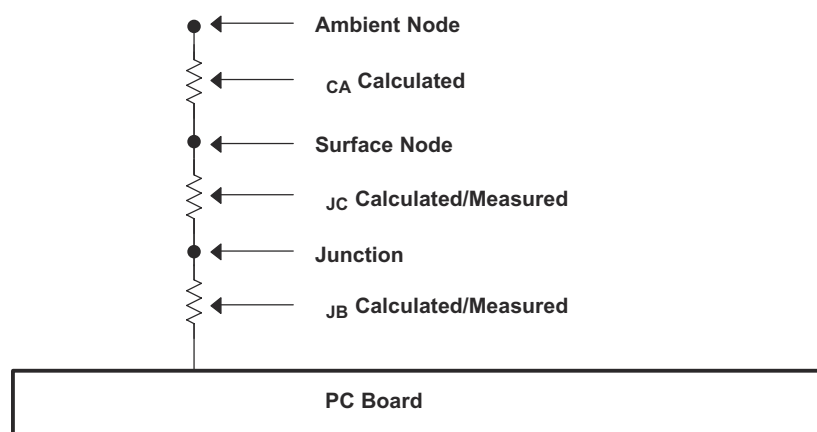 Ambient Node
CA Calculated
Surface Node
JC Calculated/Measured
Junction
JB Calculated/Measured
PC Board